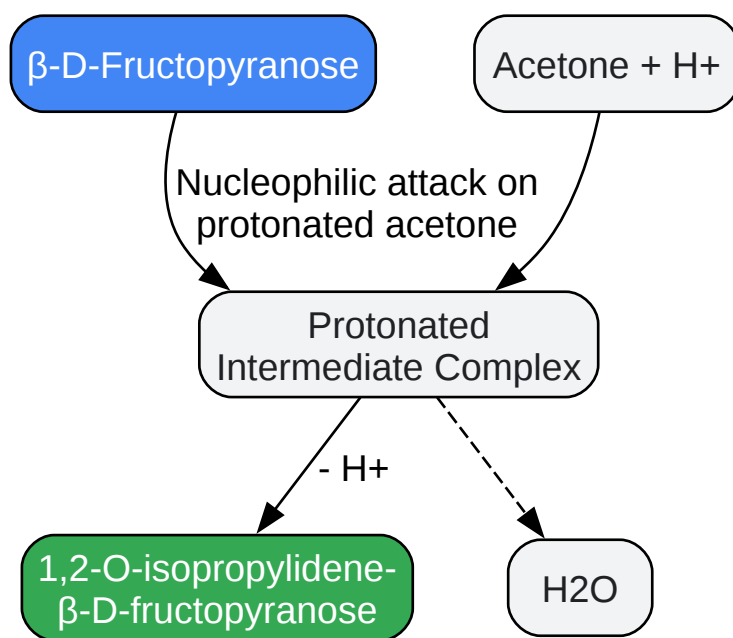 β-D-Fructopyranose
Acetone + H+
Nucleophilic attack on
protonated acetone
Protonated
Intermediate Complex
- H+
1,2-O-isopropylidene-
β-D-fructopyranose
H2O